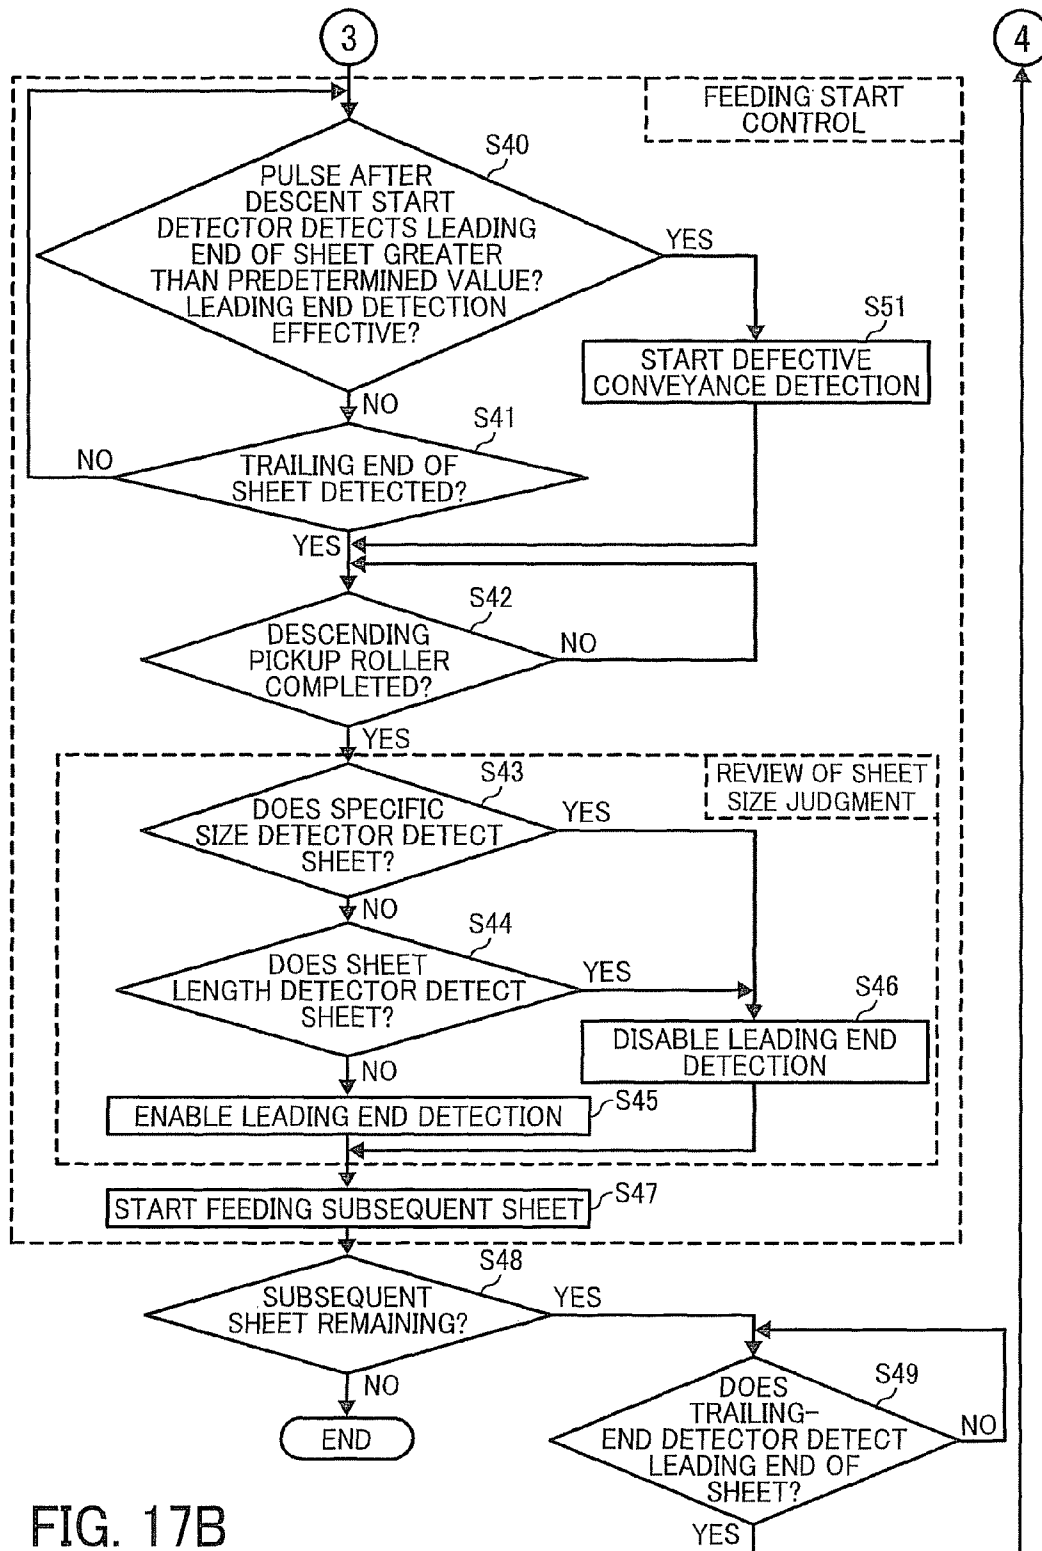 3
4
FEEDING START
CONTROL
S40
PULSE AFTER
DESCENT START
DETECTOR DETECTS LEADING
END OF SHEET GREATER
THAN PREDETERMINED VALUE?
LEADING END DETECTION
EFFECTIVE?
YES
S51
START DEFECTIVE
CONVEYANCE DETECTION
NO
S41
NO
TRAILING END OF
SHEET DETECTED?
YES
S42
DESCENDING
PICKUP ROLLER
COMPLETED?
NO
YES
REVIEW OF SHEET
SIZE JUDGMENT
S43
DOES SPECIFIC
SIZE DETECTOR DETECT
SHEET?
YES
NO
S44
DOES SHEET
LENGTH DETECTOR DETECT
SHEET?
YES
S46
DISABLE LEADING END
DETECTION
NO
ENABLE LEADING END DETECTION
S45
START FEEDING SUBSEQUENT SHEET
S47
S48
SUBSEQUENT
SHEET REMAINING?
YES
NO
END
S49
DOES
TRAILING-
END DETECTOR DETECT
LEADING END OF
SHEET?
NO
YES
FIG. 17B